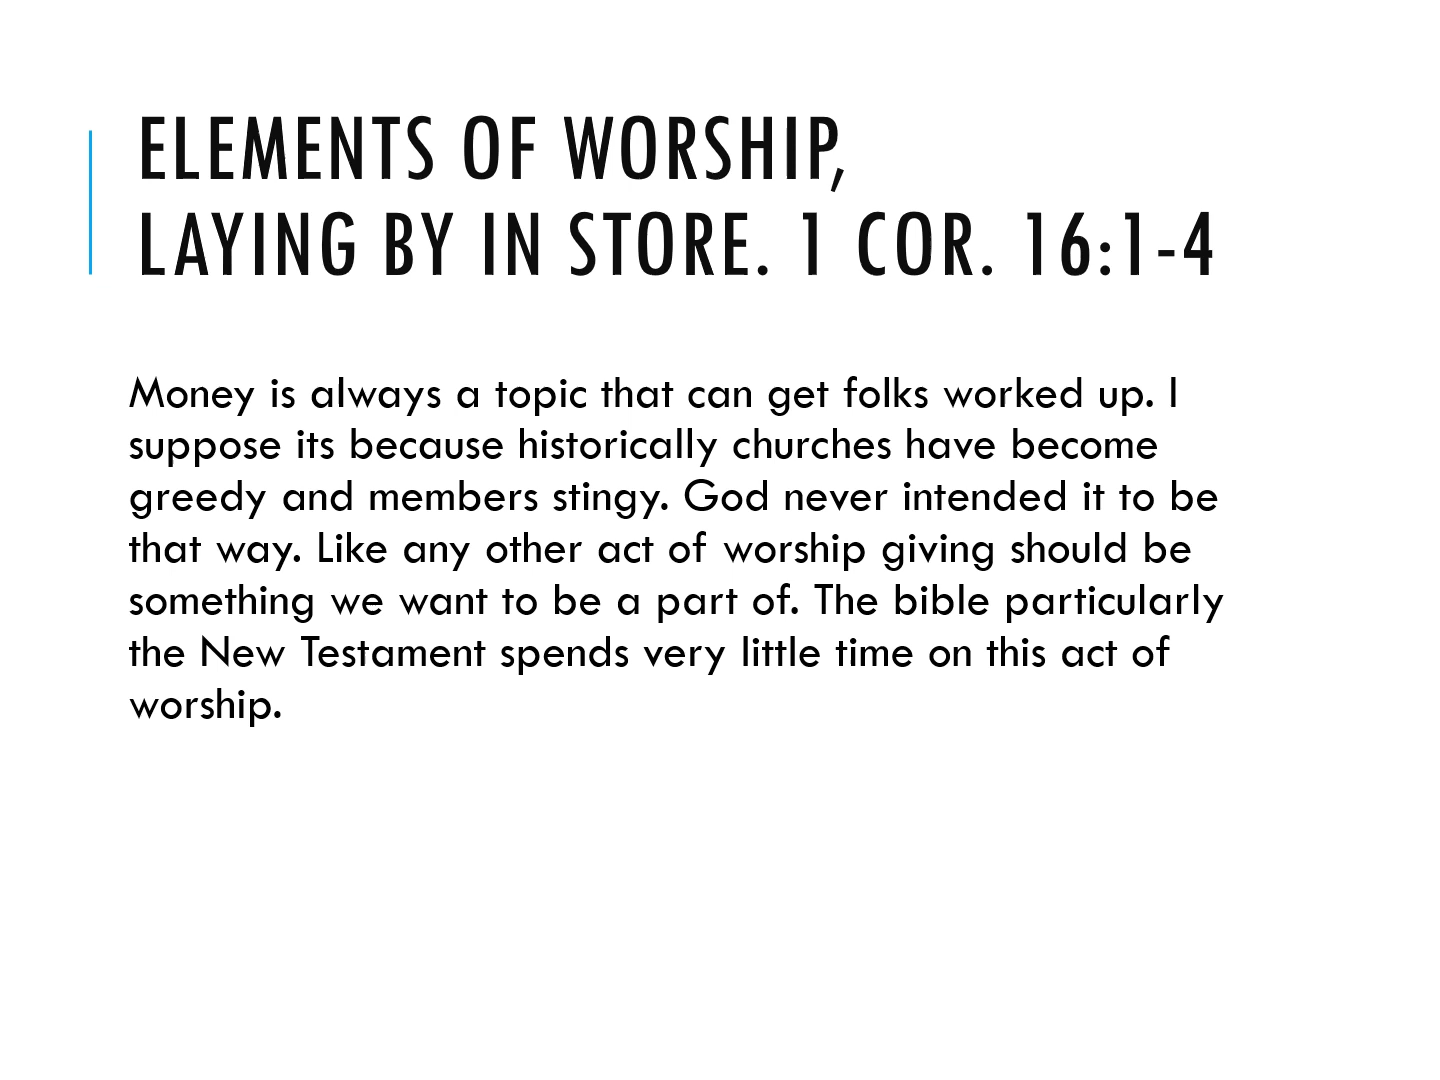 ELEMENTS OF WORSHIP,
LAYING BY IN STORE. 1 COR. 16:1-4
Money is always a topic that can get folks worked up. I
suppose its because historically churches have become
greedy and members stingy. God never intended it to be
that way. Like any other act of worship giving should be
something we want to be a part of. The bible particularly
the New Testament spends very little time on this act of
worship.